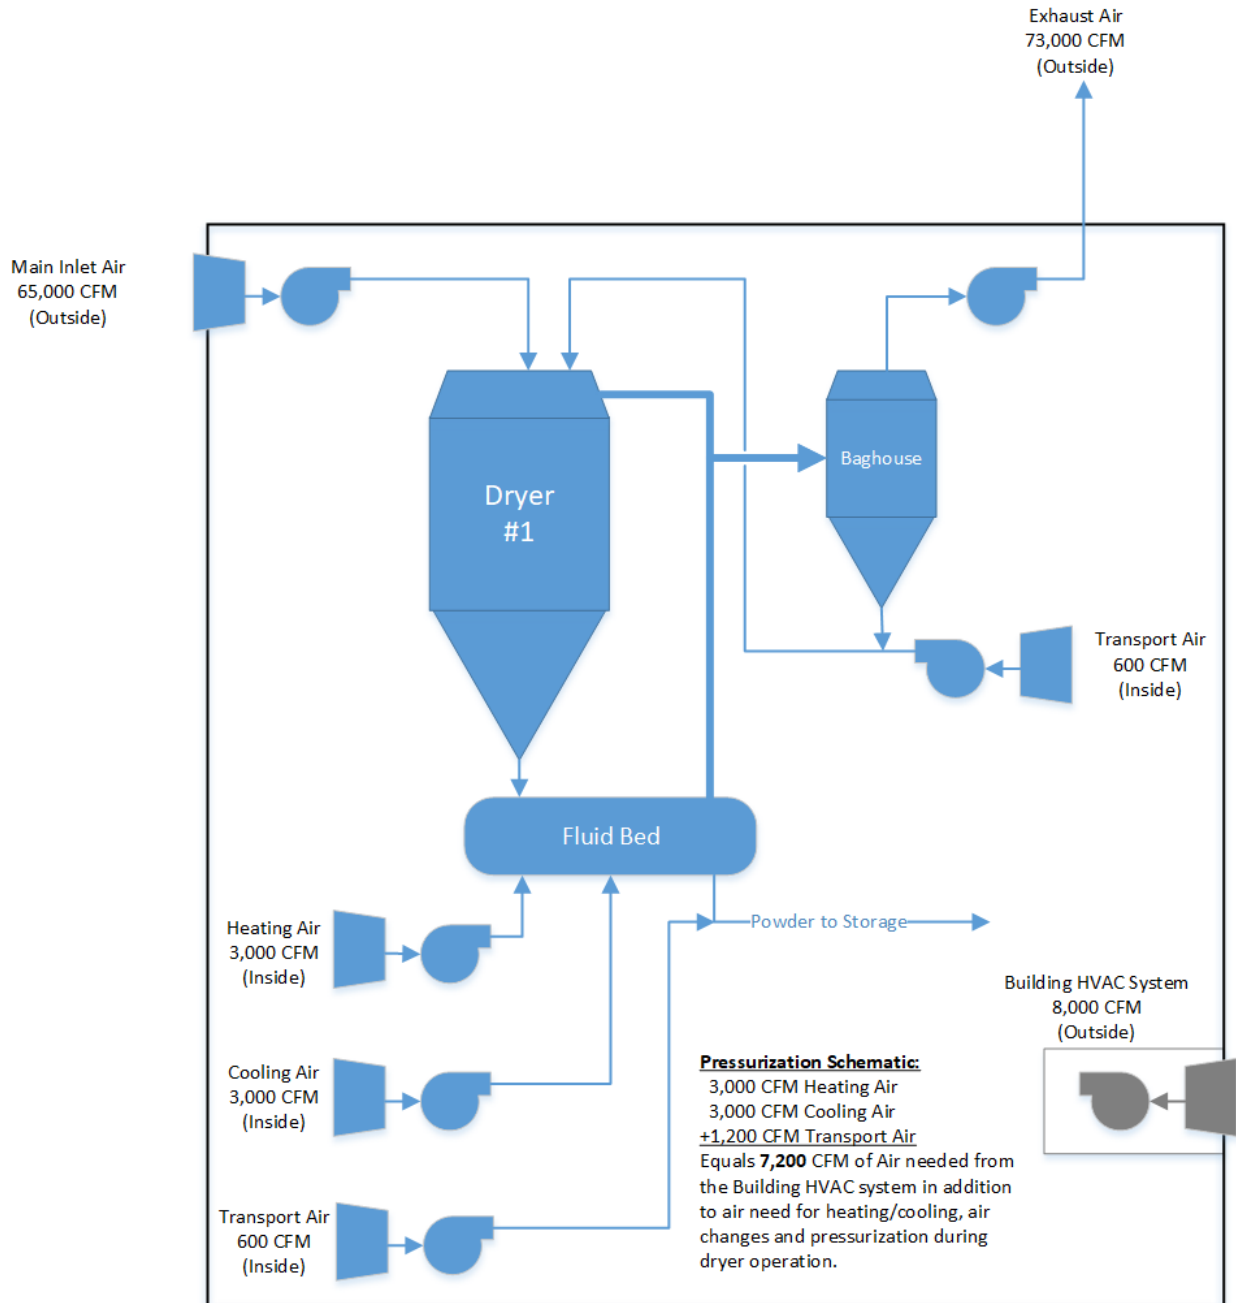 Exhaust Air
73,000 CFM
(Outside)
Main Inlet Air
65,000 CFM
(Outside)
Dryer
#1
Baghouse
Transport Air
600 CFM
(Inside)
Fluid Bed
Heating Air
3,000 CFM
(Inside)
Powder to Storage
Building HVAC System
8,000 CFM
(Outside)
Cooling Air
3,000 CFM
(Inside)
Pressurization Schematic:
3,000 CFM Heating Air
3,000 CFM Cooling Air
+1,200 CFM Transport Air
Equals 7,200 CFM of Air needed from
the Building HVAC system in addition
to air need for heating/cooling, air
changes and pressurization during
dryer operation.
Transport Air
600 CFM
(Inside)